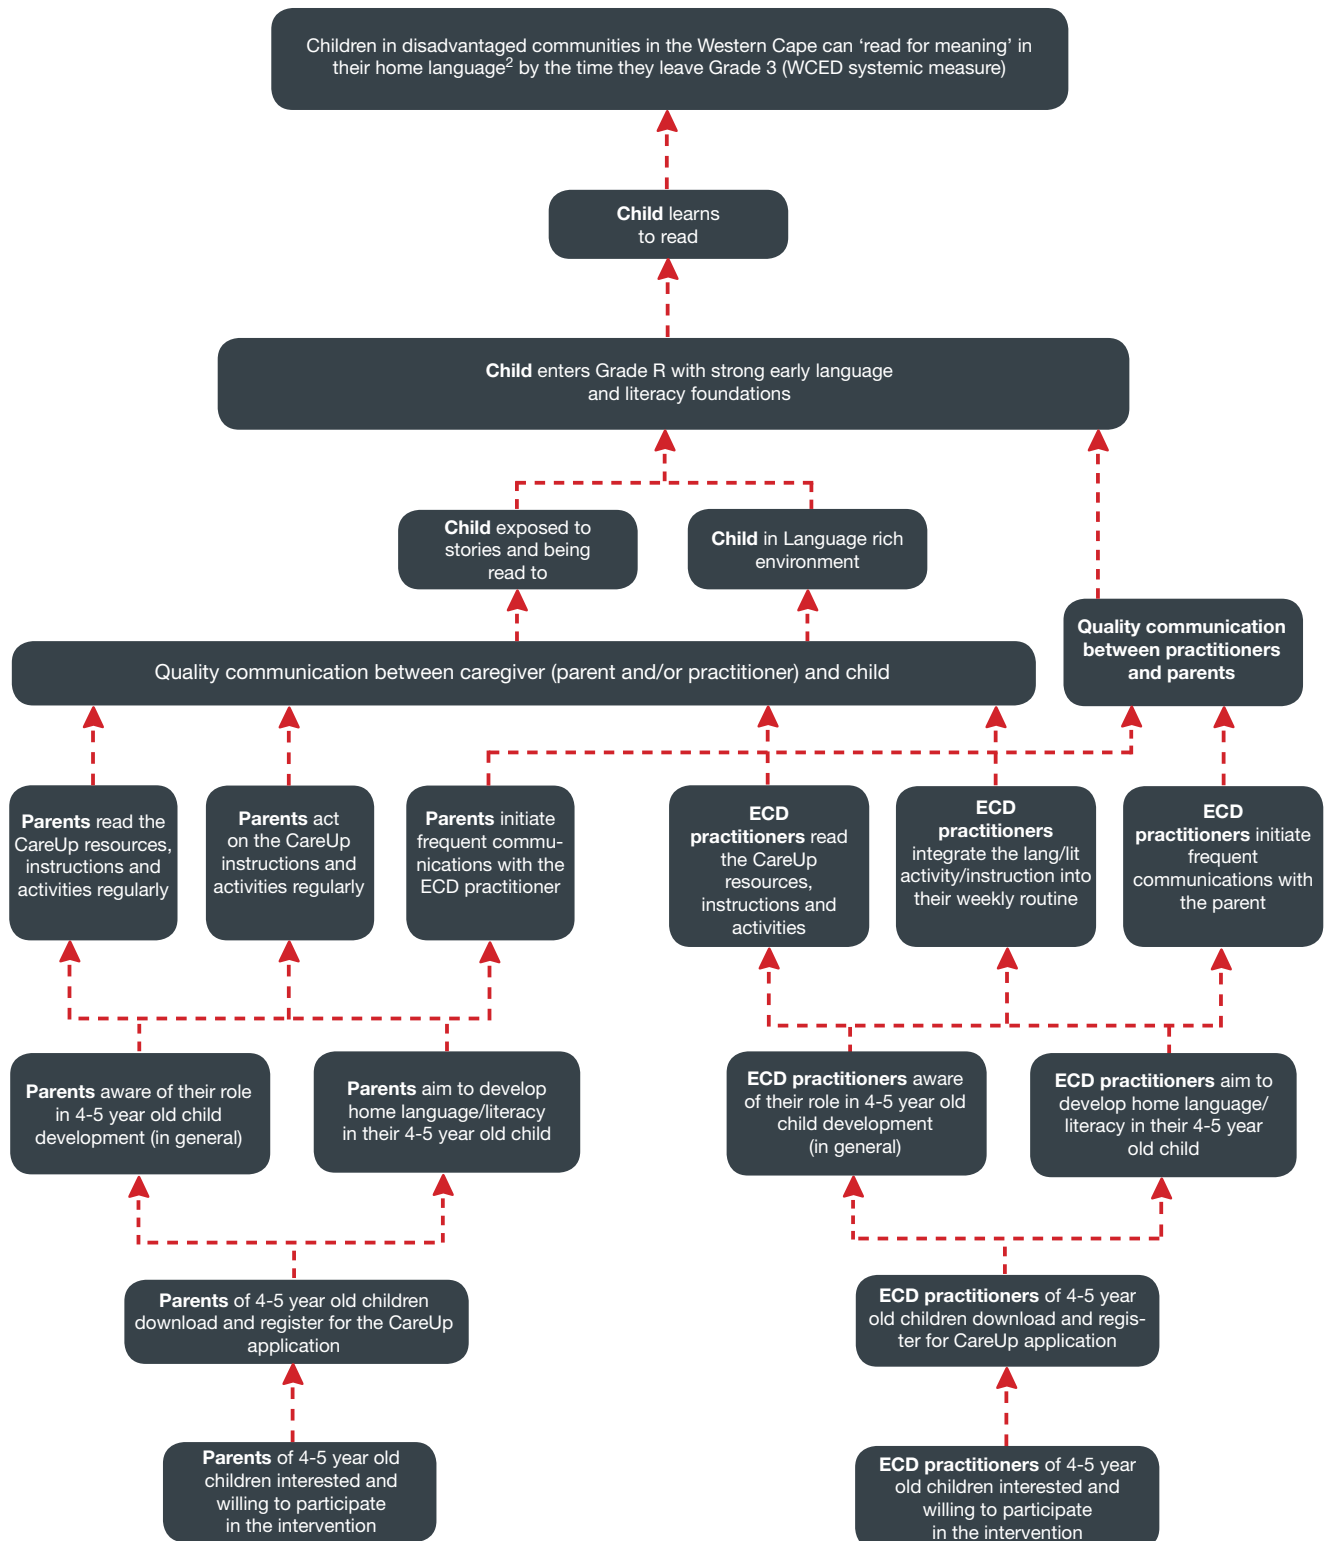 Children in disadvantaged communities in the Western Cape can ‘read for meaning’ in
their home language² by the time they leave Grade 3 (WCED systemic measure)
Child learns
to read
Child enters Grade R with strong early language
and literacy foundations
Child exposed to
stories and being
read to
Child in Language rich
environment
Quality communication
between practitioners
and parents
Quality communication between caregiver (parent and/or practitioner) and child
Parents read the
CareUp resources,
instructions and
activities regularly
Parents act
on the CareUp
instructions and
activities regularly
Parents initiate
frequent commu-
nications with the
ECD practitioner
ECD
practitioners read
the CareUp
resources,
instructions and
activities
ECD
practitioners
integrate the lang/lit
activity/instruction into
their weekly routine
ECD
practitioners initiate
frequent
communications with
the parent
Parents aware of their role
in 4-5 year old child
development (in general)
Parents aim to develop
home language/literacy
in their 4-5 year old child
ECD practitioners aware
of their role in 4-5 year old
child development
(in general)
ECD practitioners aim to
develop home language/
literacy in their 4-5 year
old child
Parents of 4-5 year old children
download and register for the CareUp
application
ECD practitioners of 4-5 year
old children download and regis-
ter for CareUp application
Parents of 4-5 year old
children interested and
willing to participate
in the intervention
ECD practitioners of 4-5 year
old children interested and
willing to participate
in the intervention